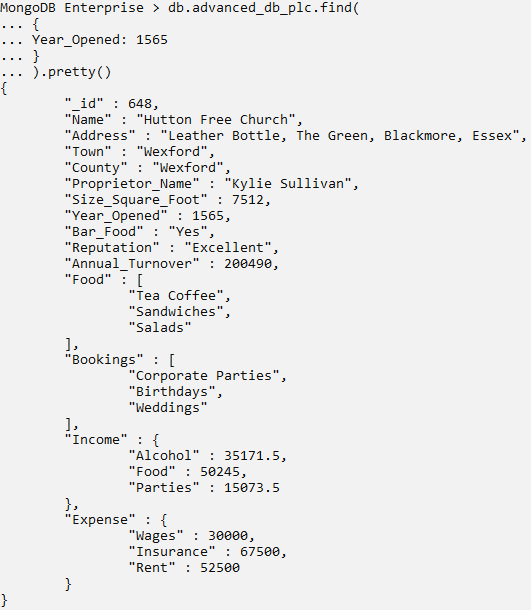 MongoDB Enterprise > db.advanced_db_plc.find(
... {
... Year_Opened: 1565
... }
... ).pretty()
{
        "_id" : 648,
        "Name" : "Hutton Free Church",
        "Address" : "Leather Bottle, The Green, Blackmore, Essex",
        "Town" : "Wexford",
        "County" : "Wexford",
        "Proprietor_Name" : "Kylie Sullivan",
        "Size_Square_Foot" : 7512,
        "Year_Opened" : 1565,
        "Bar_Food" : "Yes",
        "Reputation" : "Excellent",
        "Annual_Turnover" : 200490,
        "Food" : [
                "Tea Coffee",
                "Sandwiches",
                "Salads"
        ],
        "Bookings" : [
                "Corporate Parties",
                "Birthdays",
                "Weddings"
        ],
        "Income" : {
                "Alcohol" : 35171.5,
                "Food" : 50245,
                "Parties" : 15073.5
        },
        "Expense" : {
                "Wages" : 30000,
                "Insurance" : 67500,
                "Rent" : 52500
        }
}